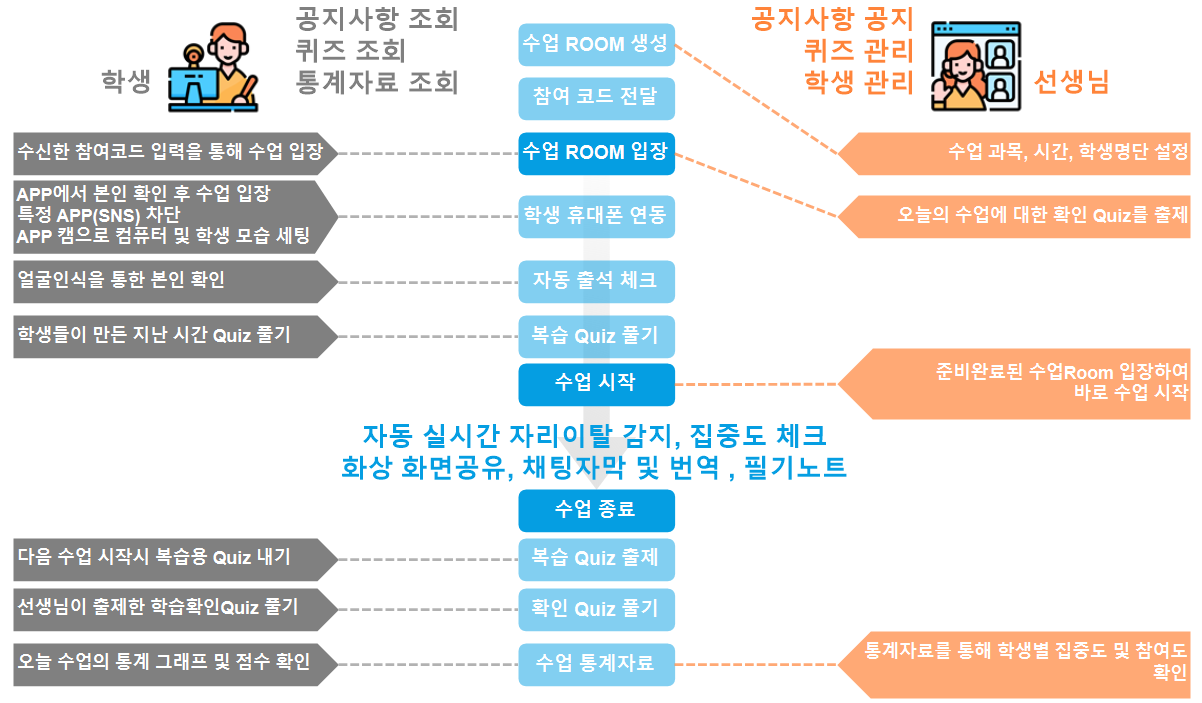 학생
공지사항 조회
퀴즈 조회
통계자료 조회
공지사항 공지
퀴즈 관리
학생 관리
선생님
수업 ROOM 생성
수업 과목, 시간, 학생명단 설정
참여 코드 전달
수신한 참여코드 입력을 통해 수업 입장
수업 ROOM 입장
오늘의 수업에 대한 확인 Quiz를 출제
APP에서 본인 확인 후 수업 입장
특정 APP(SNS) 차단
APP 캠으로 컴퓨터 및 학생 모습 세팅
학생 휴대폰 연동
얼굴인식을 통한 본인 확인
자동 출석 체크
학생들이 만든 지난 시간 Quiz 풀기
복습 Quiz 풀기
수업 시작
준비완료된 수업Room 입장하여
바로 수업 시작
자동 실시간 자리이탈 감지, 집중도 체크
화상 화면공유, 채팅자막 및 번역 , 필기노트
수업 종료
다음 수업 시작시 복습용 Quiz 내기
복습 Quiz 출제
선생님이 출제한 학습확인Quiz 풀기
확인 Quiz 풀기
오늘 수업의 통계 그래프 및 점수 확인
수업 통계자료
통계자료를 통해 학생별 집중도 및 참여도
확인